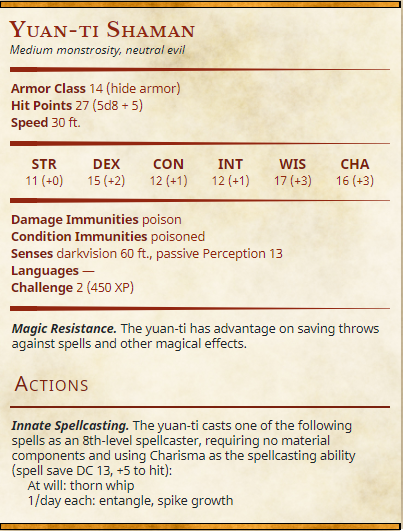 Yuan-ti Shaman
Medium monstrosity, neutral evil
Armor Class 14 (hide armor)
Hit Points 27 (5d8 + 5)
Speed 30 ft.
STR DEX CON INT WIS CHA
11 (+0) 15 (+2) 12 (+1) 12 (+1) 17 (+3) 16 (+3)
Damage Immunities poison
Condition Immunities poisoned
Senses darkvision 60 ft., passive Perception 13
Languages —
Challenge 2 (450 XP)
Magic Resistance. The yuan-ti has advantage on saving throws
against spells and other magical effects.
Actions
Innate Spellcasting. The yuan-ti casts one of the following
spells as an 8th-level spellcaster, requiring no material
components and using Charisma as the spellcasting ability
(spell save DC 13, +5 to hit):
At will: thorn whip
1/day each: entangle, spike growth